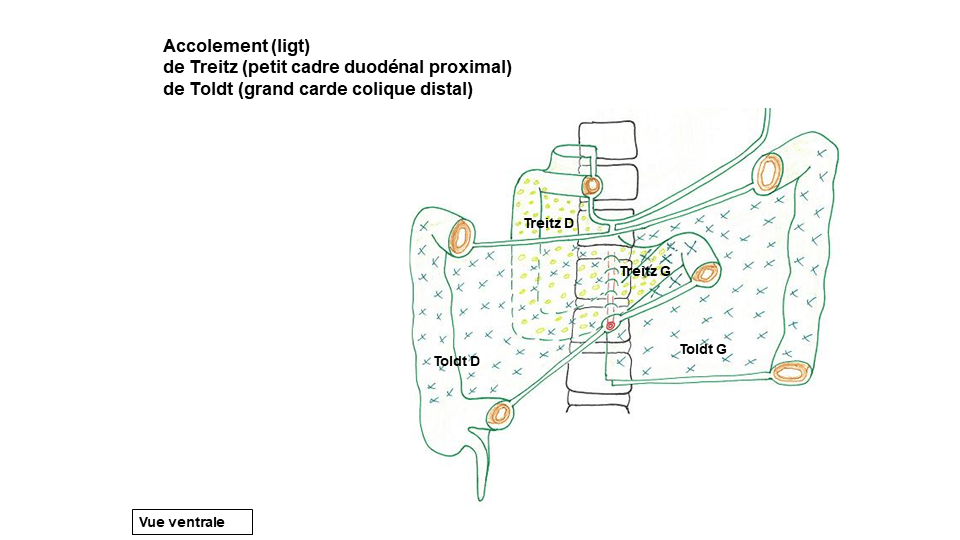 Accolement (ligt)
de Treitz (petit cadre duodénal proximal)
de Toldt (grand carde colique distal)
Treitz D
Treitz G
Toldt G
Toldt D
Vue ventrale